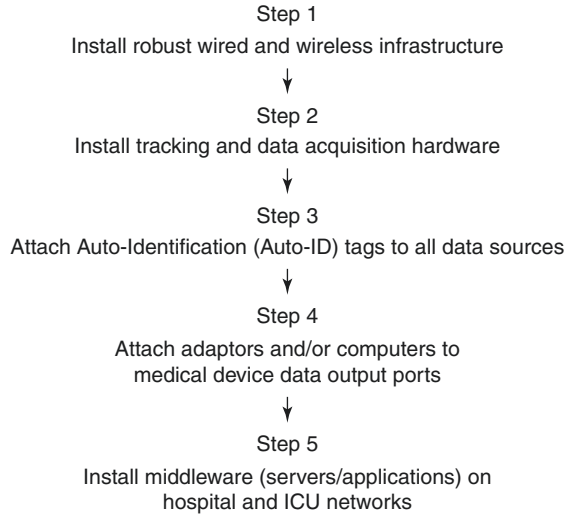 Step 1
Install robust wired and wireless infrastructure
Step 2
Install tracking and data acquisition hardware
Step 3
Attach Auto-Identification (Auto-ID) tags to all data sources
Step 4
Attach adaptors and/or computers to
medical device data output ports
Step 5
Install middleware (servers/applications) on
hospital and ICU networks